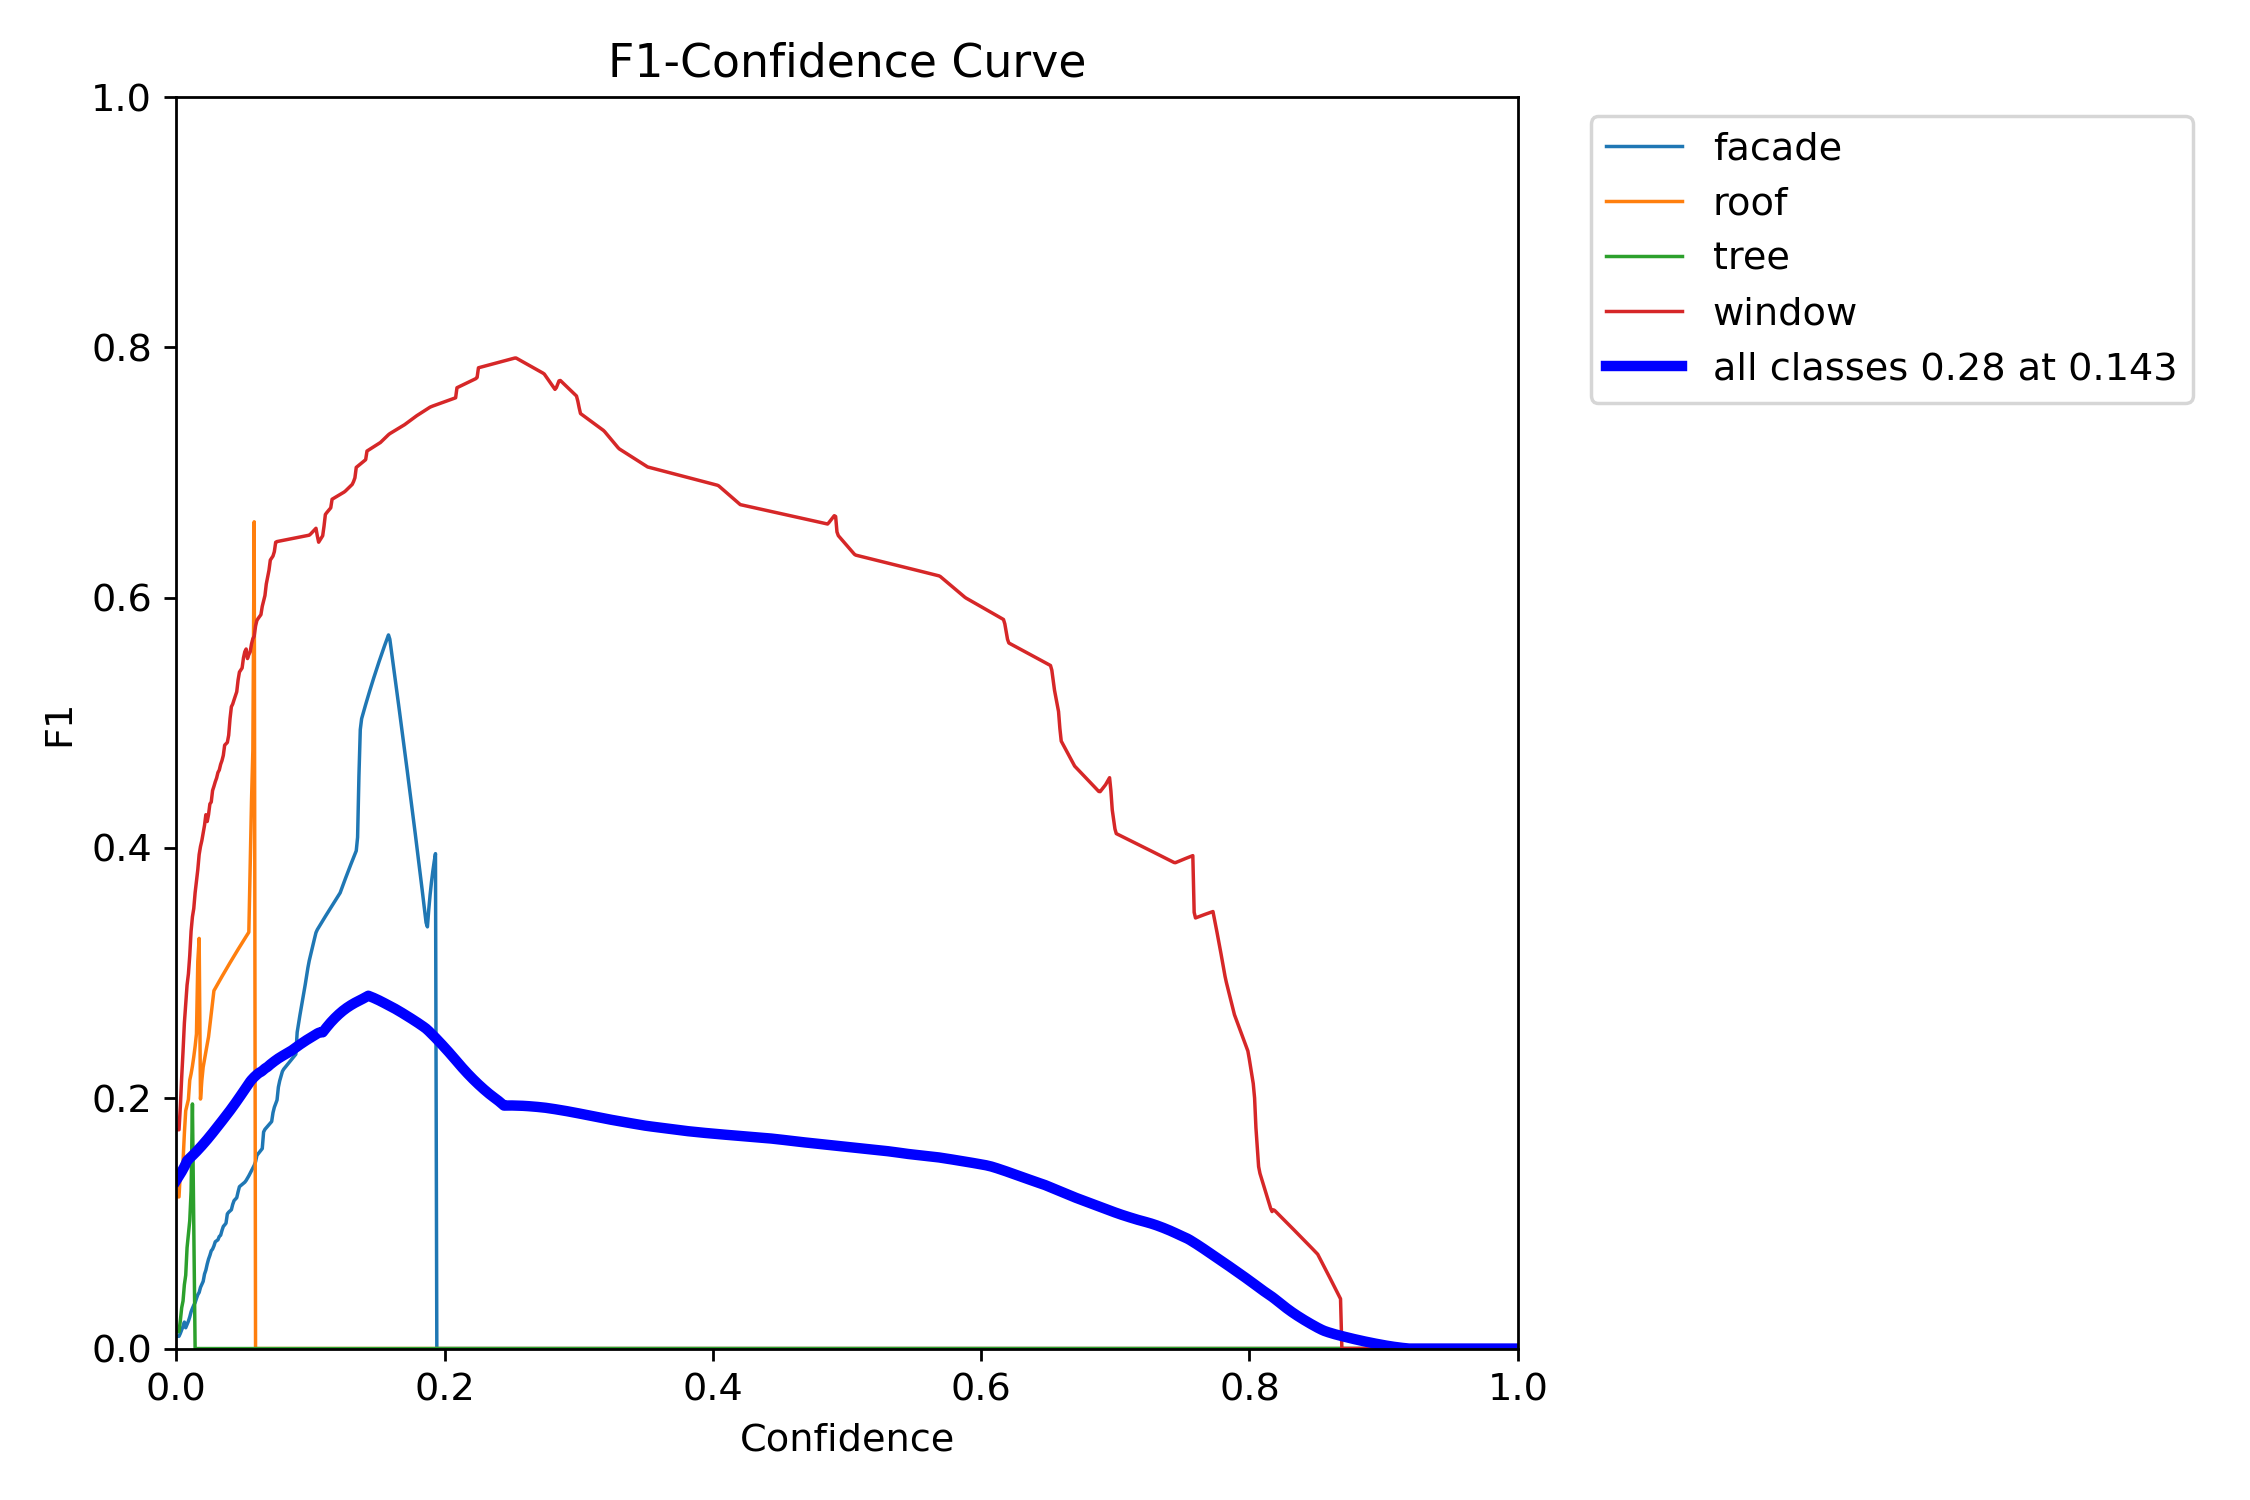 F1-Confidence Curve
1.0
0.8
0.6
0.4
0.2
0.0
F1
0.0 0.2 0.4 0.6 0.8 1.0
Confidence
facade
roof
tree
window
all classes 0.28 at 0.143